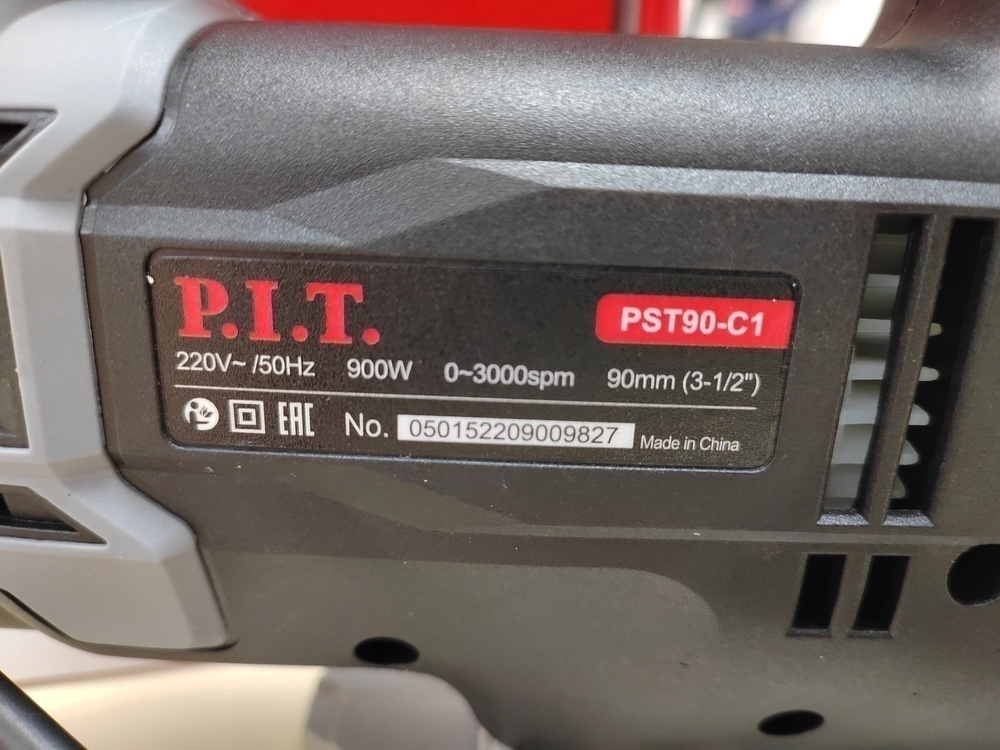 P.I.T.
PST90-C1
220V~ /50Hz 900W 0~3000spm 90mm (3-1/2")
EAC No. 050152209009827 Made in China